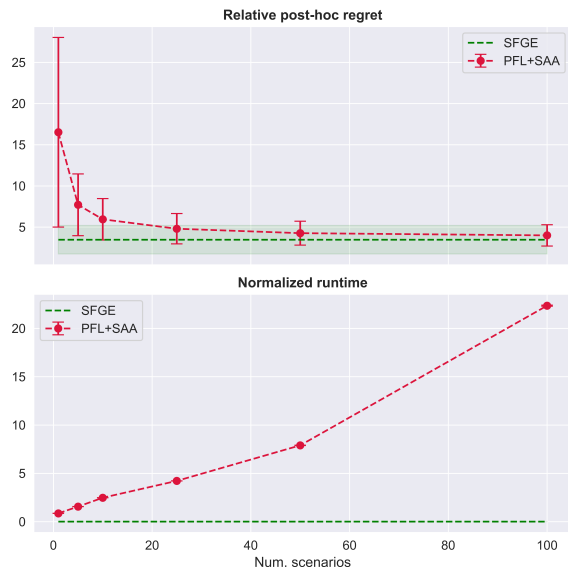 Relative post-hoc regret
SFGE
PFL+SAA
25
20
15
10
5
Normalized runtime
SFGE
PFL+SAA
20
15
10
5
0
0 20 40 60 80 100
Num. scenarios